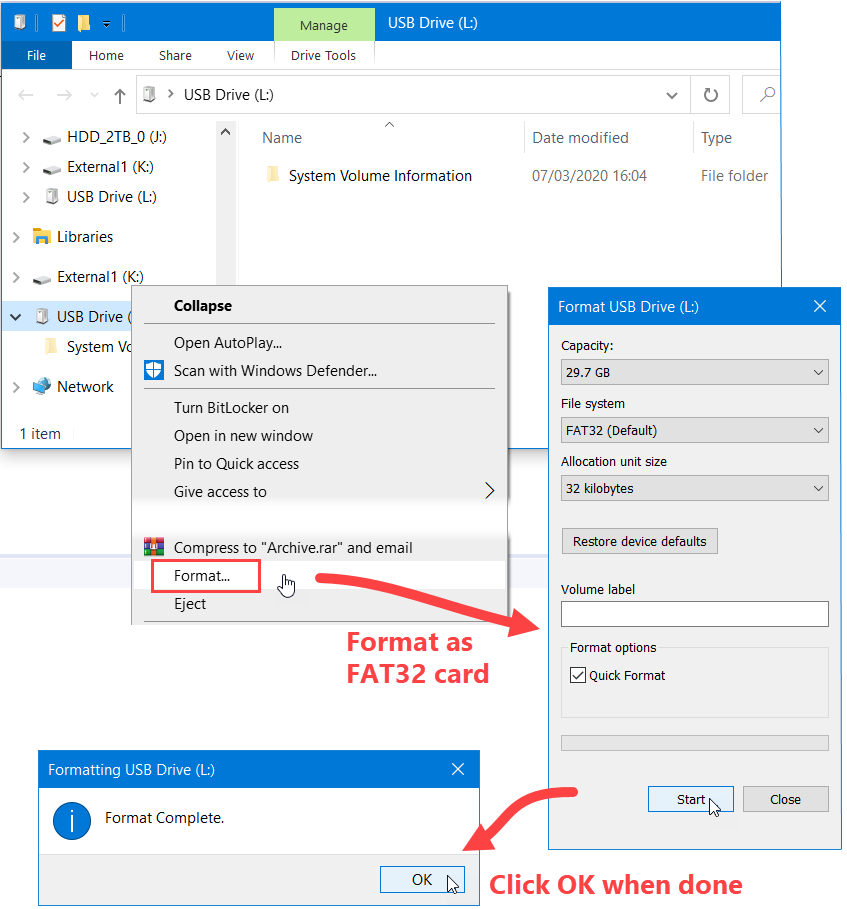 Manage
USB Drive (L:)
File
Home
Share
View
Drive Tools
USB Drive (L:)
HDD_2TB_0 (J:)
External1 (K:)
USB Drive (L:)
Libraries
External1 (K:)
USB Drive (
System Vo
Network
1 item
Name
Date modified
Type
System Volume Information
07/03/2020 16:04
File folder
Collapse
Open AutoPlay...
Scan with Windows Defender...
Turn BitLocker on
Open in new window
Pin to Quick access
Give access to
Compress to "Archive.rar" and email
Format...
Eject
Format as
FAT32 card
Format USB Drive (L:)
Capacity:
29.7 GB
File system
FAT32 (Default)
Allocation unit size
32 kilobytes
Restore device defaults
Volume label
Format options
Quick Format
Start
Close
Formatting USB Drive (L:)
Format Complete.
OK
Click OK when done